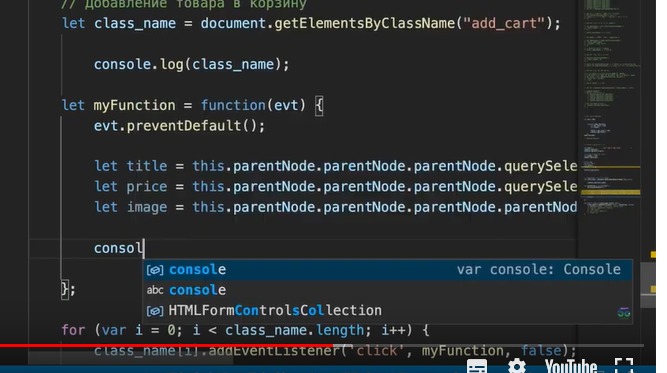 // Добавление товара в корзину
let class_name = document.getElementsByClassName("add_cart");
console.log(class_name);
let myFunction = function(evt) {
evt.preventDefault();
let title = this.parentNode.parentNode.parentNode.querySele
let price = this.parentNode.parentNode.parentNode.querySele
let image = this.parentNode.parentNode.parentNode.parentNod
consol
console var console: Console
abc console
HTMLFormControlsCollection
};
for (var i = 0; i < class_name.length; i++) {
class_name[i].addEventListener('click', myFunction, false);
YouTube